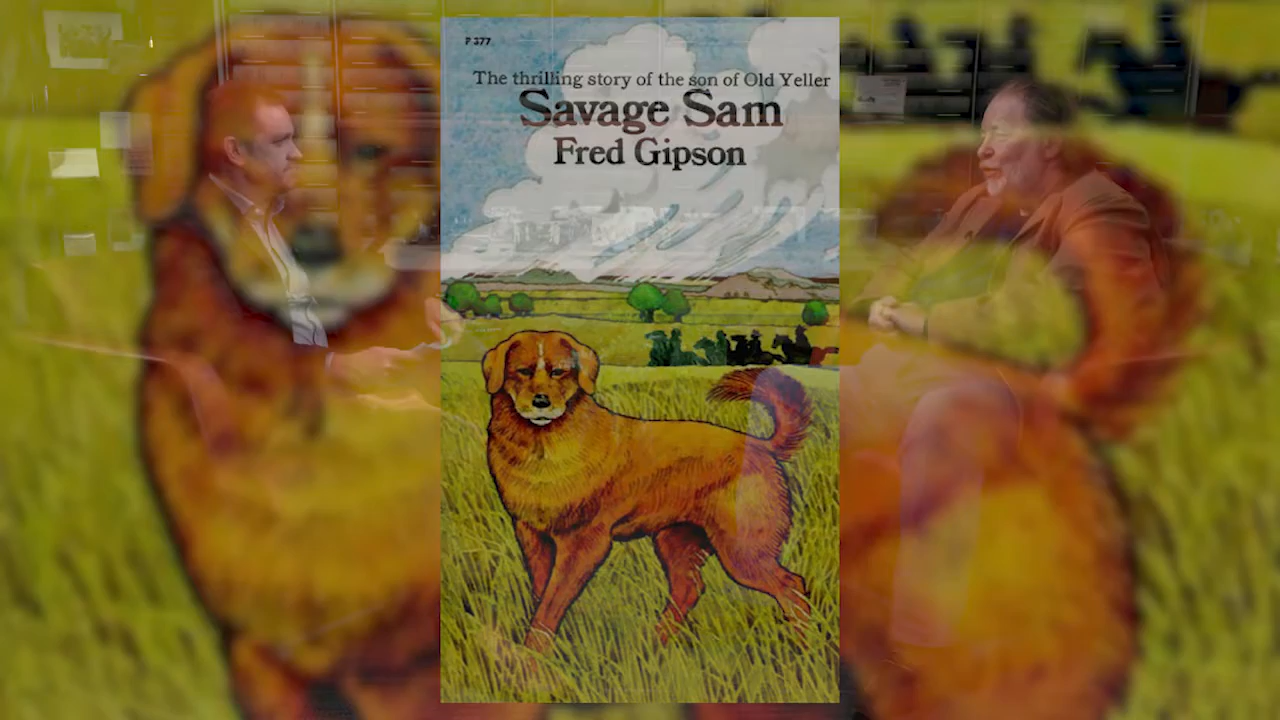 P 377
The thrilling story of the son of Old Yeller
Savage Sam
Fred Gipson